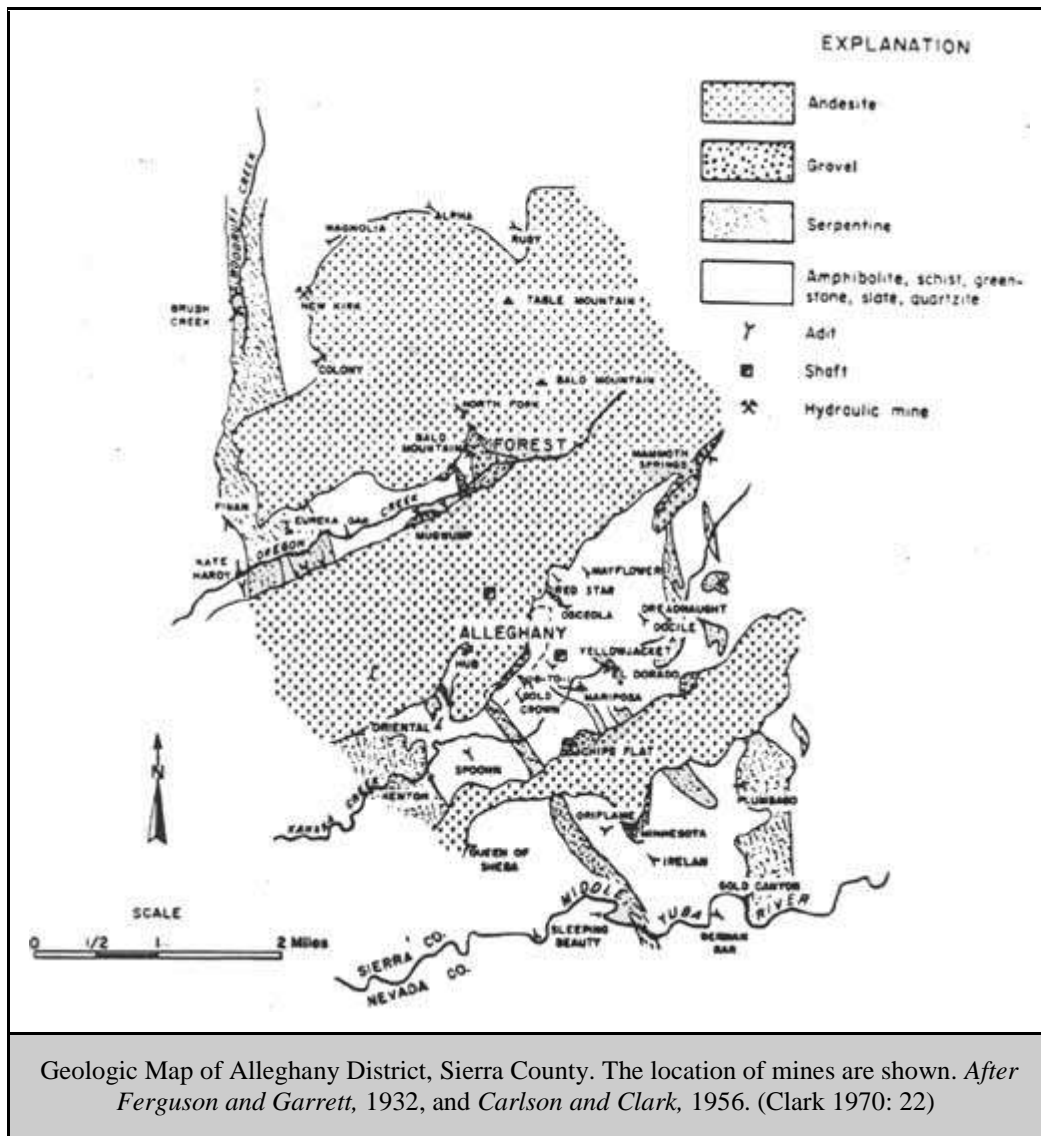 EXPLANATION
Andesite
Gravel
Serpentine
Amphibolite, schist, green-
stone, slate, quartzite
Adit
Shaft
Hydraulic mine
WOODRUFF CREEK
ALPHA
MAGNOLIA
RUBY
NEW KIRK
TABLE MOUNTAIN
BRUSH
CREEK
COLONY
BALD MOUNTAIN
NORTH FORK
BALD
MOUNTAIN
FOREST
MAMMOTH
SPRINGS
EUREKA
OREGON CREEK
MUGWUMP
KATE
HARDY
MAYFLOWER
RED STAR
OSCEOLA
DREADNAUGHT
DOCILE
ALLEGHANY
YELLOWJACKET
HUB
EL DORADO
GOLD
CROWN
MARIPOSA
ORIENTAL
CHIPS FLAT
SPOOHN
KENTON
PLUMBAGO
KANAKA CREEK
ORIFLAME
MINNESOTA
QUEEN OF
SHEBA
IRELAN
N
GOLD CANYON
MIDDLE YUBA RIVER
SCALE
SLEEPING
BEAUTY
GERMAN
BAR
0 1/2 1 2 Miles
SIERRA CO.
NEVADA CO.
Geologic Map of Alleghany District, Sierra County. The location of mines are shown. After
Ferguson and Garrett, 1932, and Carlson and Clark, 1956. (Clark 1970: 22)